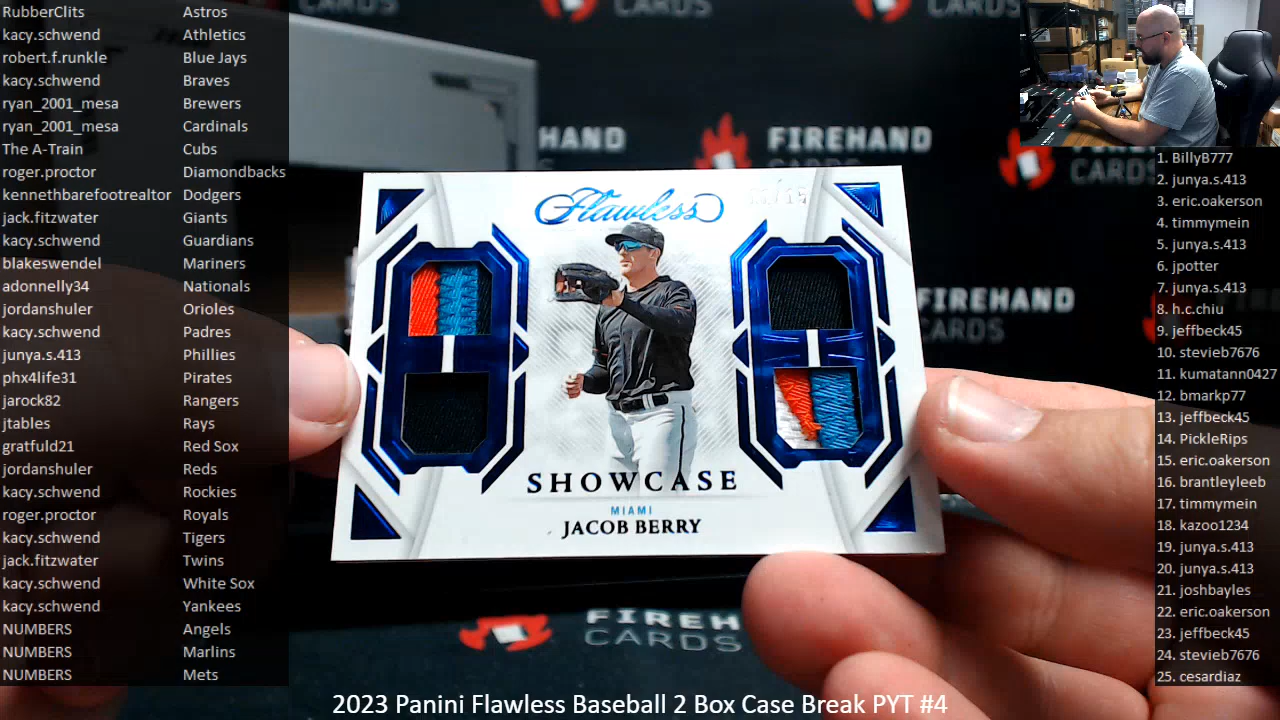 RubberClits Astros
kacy.schwend Athletics
robert.f.runkle Blue Jays
kacy.schwend Braves
ryan_2001_mesa Brewers
ryan_2001_mesa Cardinals
The A-Train Cubs
roger.proctor Diamondbacks
kennethbarefootrealtor Dodgers
jack.fitzwater Giants
kacy.schwend Guardians
blakeswendel Mariners
adonnelly34 Nationals
jordanshuler Orioles
kacy.schwend Padres
junya.s.413 Phillies
phx4life31 Pirates
jarock82 Rangers
jtables Rays
gratfuld21 Red Sox
jordanshuler Reds
kacy.schwend Rockies
roger.proctor Royals
kacy.schwend Tigers
jack.fitzwater Twins
kacy.schwend White Sox
kacy.schwend Yankees
NUMBERS Angels
NUMBERS Marlins
NUMBERS Mets
CARDS
CARDS
FIREHAND
CARDS
FIREHAND
CARDS
FIREHAND
CARDS
Flawless
SHOWCASE
MIAMI
JACOB BERRY
FIREH
CARDS
1. BillyB777
2. junya.s.413
3. eric.oakerson
4. timmymein
5. junya.s.413
6. jpotter
7. junya.s.413
8. h.c.chiu
9. jeffbeck45
10. stevieb7676
11. kumatann0427
12. bmarkp77
13. jeffbeck45
14. PickleRips
15. eric.oakerson
16. brantleyleeb
17. timmymein
18. kazoo1234
19. junya.s.413
20. junya.s.413
21. joshbayles
22. eric.oakerson
23. jeffbeck45
24. stevieb7676
25. cesardiaz
2023 Panini Flawless Baseball 2 Box Case Break PYT #4